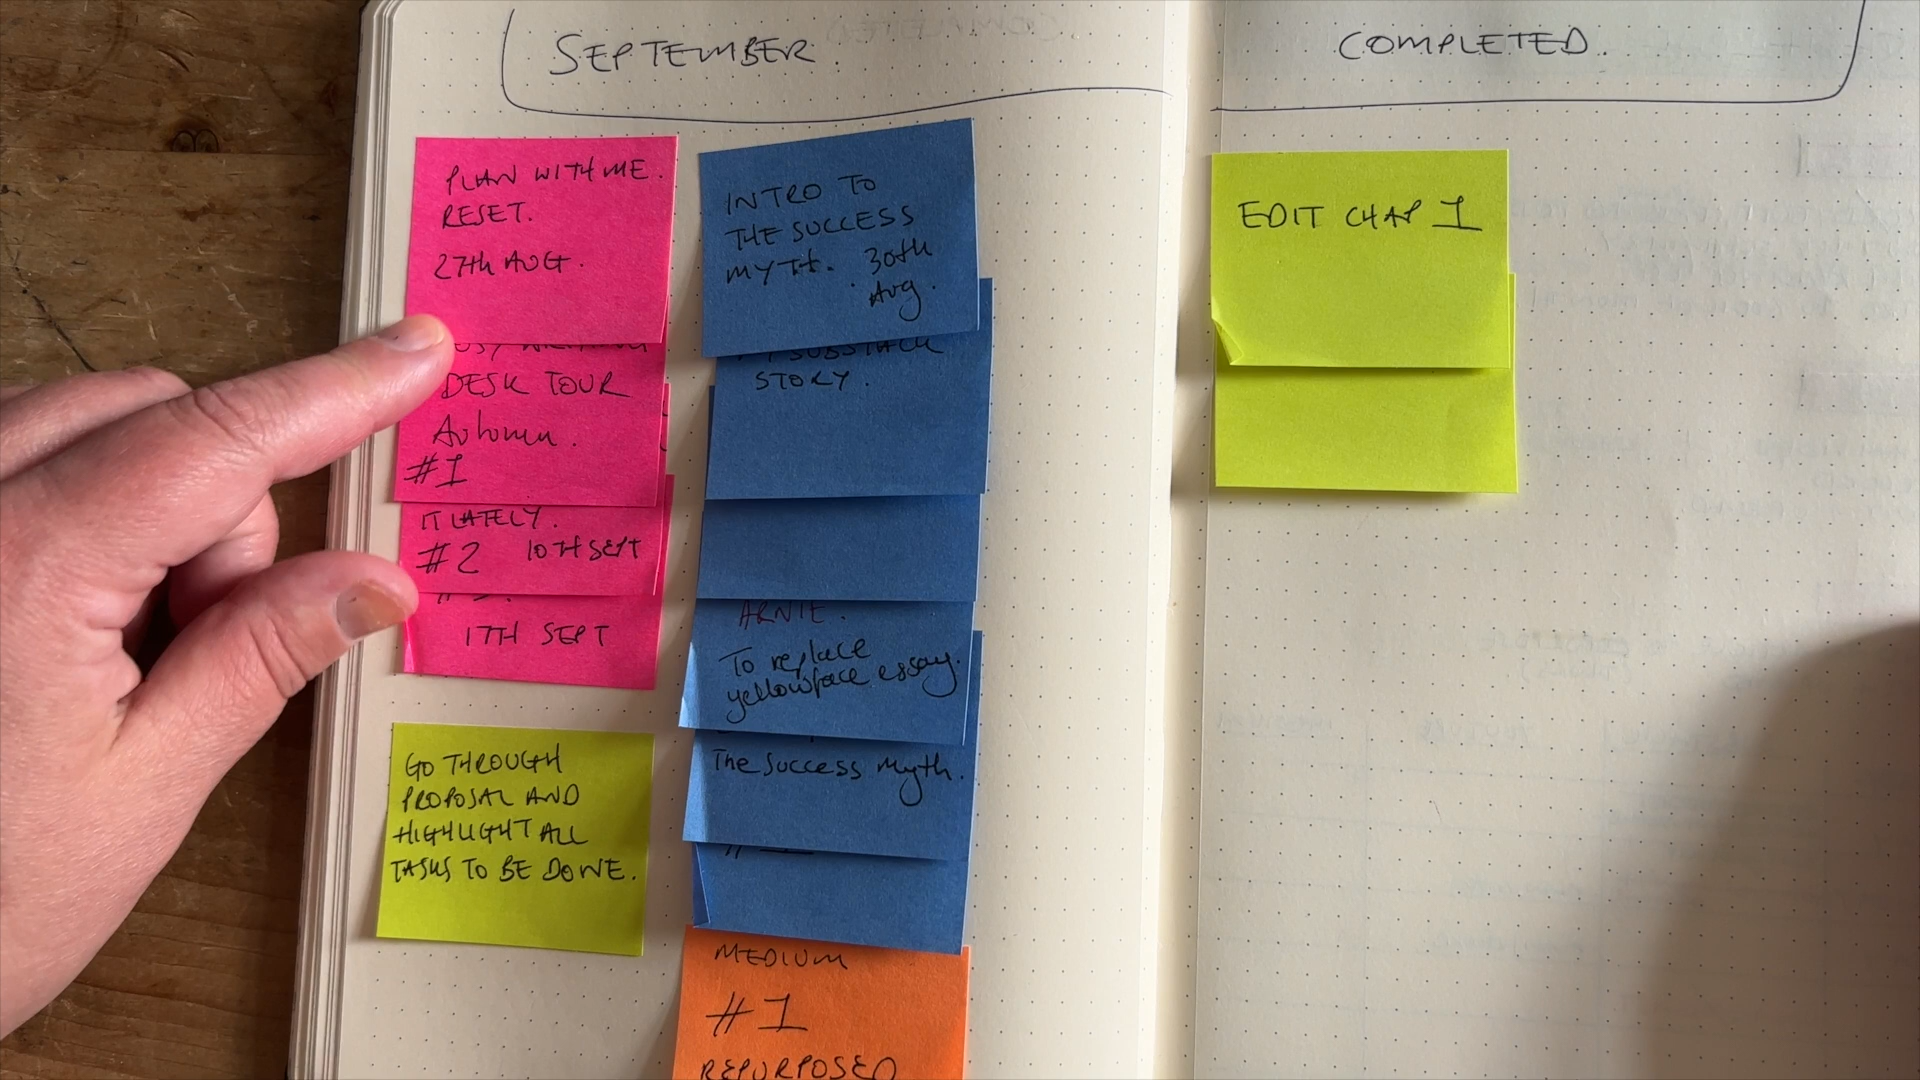 SEPTEMBER.
COMPLETED.
PLAN WITH ME.
RESET.
27th AUG.
DESK TOUR
Autumn.
#1
IT LATELY.
#2 10TH SEPT
17TH SEPT
GO THROUGH
PROPOSAL AND
HIGHLIGHT ALL
TASKS TO BE DONE.
INTRO TO
THE SUCCESS
MYTH. 30th
Aug.
SUBSTACK
STORY.
ARNIE.
To replace
yellowface essay.
The Success Myth.
MEDIUM
#1
REPURPOSED
EDIT CHAP 1